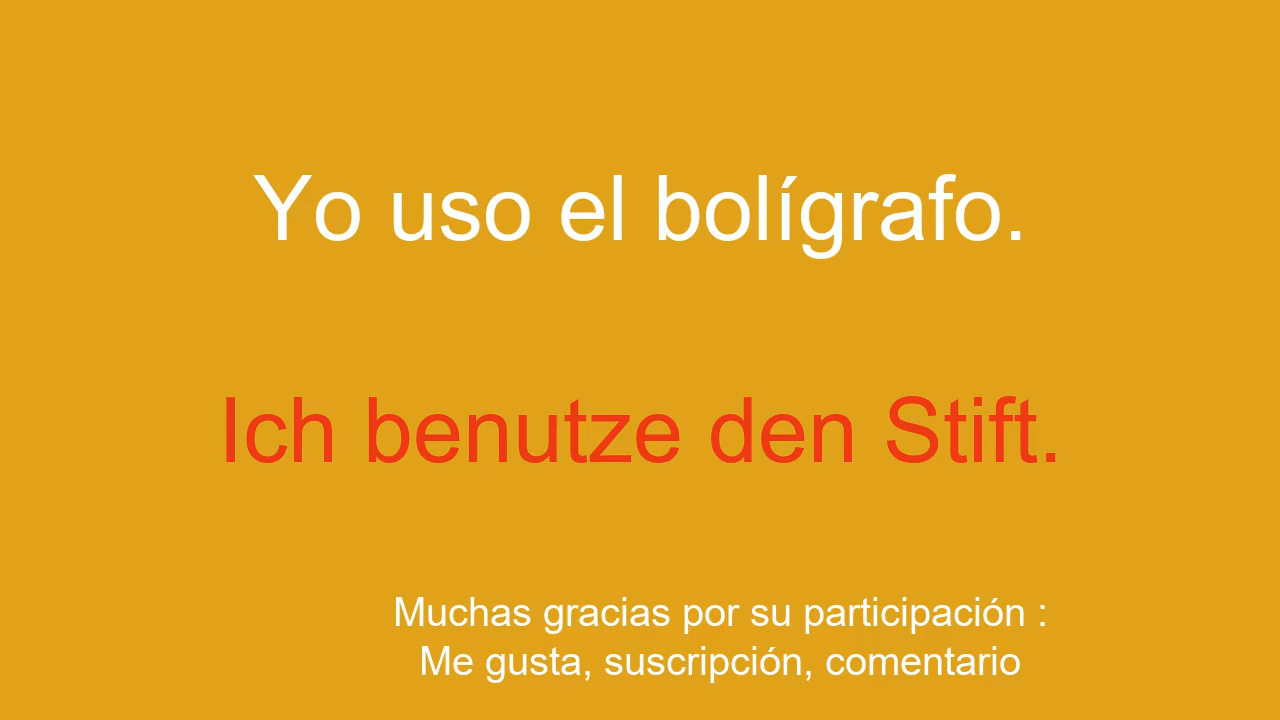 Yo uso el bolígrafo.
Ich benutze den Stift.
Muchas gracias por su participación :
Me gusta, suscripción, comentario